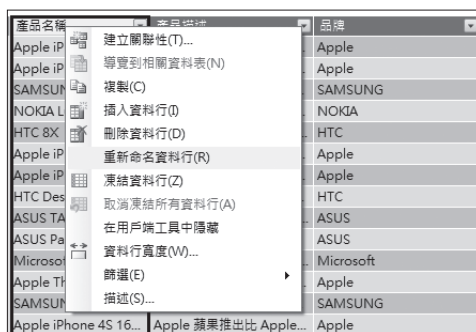 產品名稱 產品描述 品牌
Apple iP 建立關聯性(T)... Apple
Apple iP 導覽到相關資料表(N) Apple
SAMSUN 複製(C) SAMSUNG
NOKIA L 插入資料行(I) NOKIA
HTC 8X 刪除資料行(D) HTC
Apple iP 重新命名資料行(R) Apple
Apple iP 凍結資料行(Z) Apple
HTC Des 取消凍結所有資料行(A) HTC
ASUS TA 在用戶端工具中隱藏 ASUS
ASUS Pa 資料行寬度(W)... ASUS
Microsof 篩選(E) Microsoft
Apple Th 描述(S)... Apple
SAMSUN SAMSUNG
Apple iPhone 4S 16... Apple 蘋果推出比 Apple... Apple